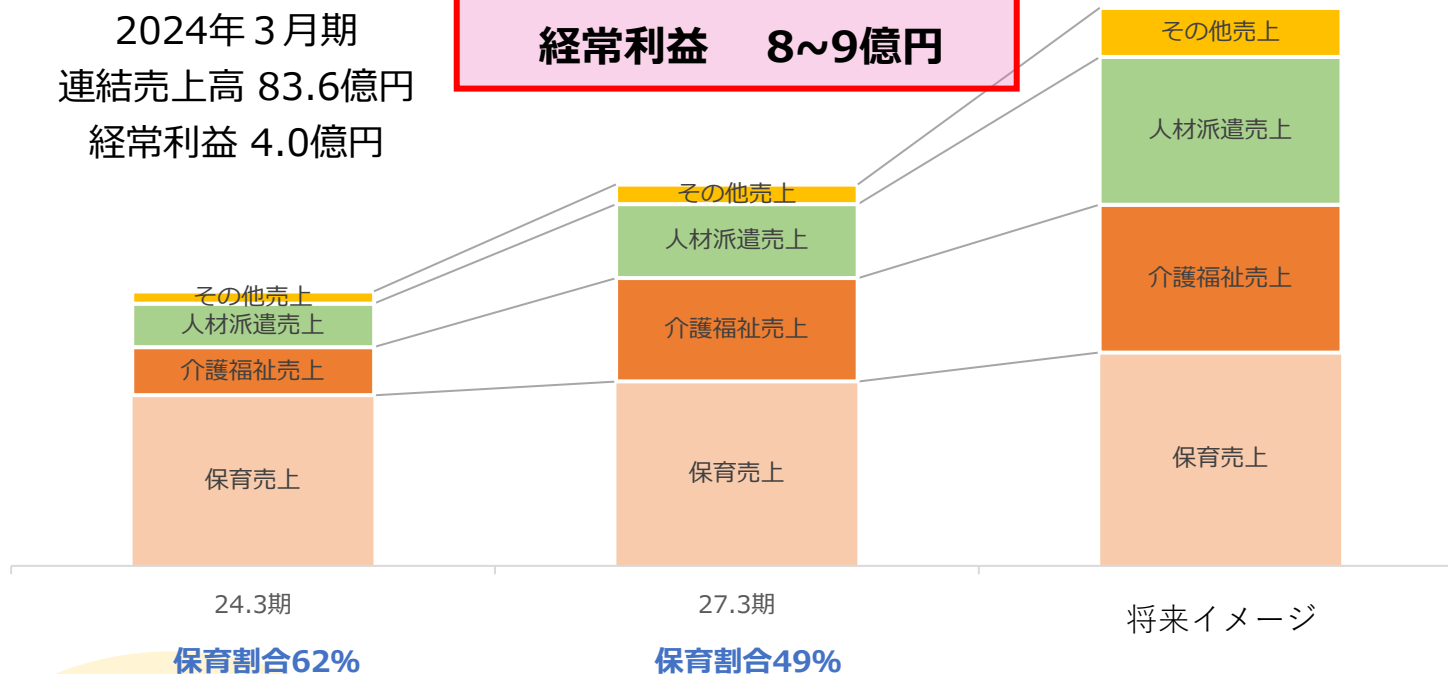 2024年3月期
連結売上高 83.6億円
経常利益 4.0億円
経常利益 8~9億円
その他売上
人材派遣売上
介護福祉売上
保育売上
その他売上
人材派遣売上
介護福祉売上
保育売上
その他売上
人材派遣売上
介護福祉売上
保育売上
24.3期
27.3期
将来イメージ
保育割合62%
保育割合49%